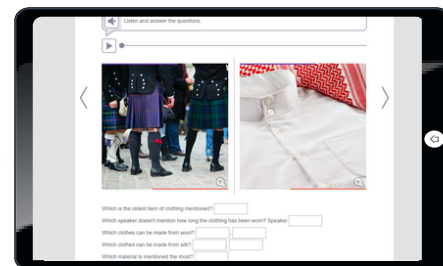 Listen and answer the questions.
Which is the oldest item of clothing mentioned?
Which speaker doesn't mention how long the clothing has been worn? Speaker
Which clothes can be made from wool?
Which clothes can be made from silk?
Which material is mentioned the most?